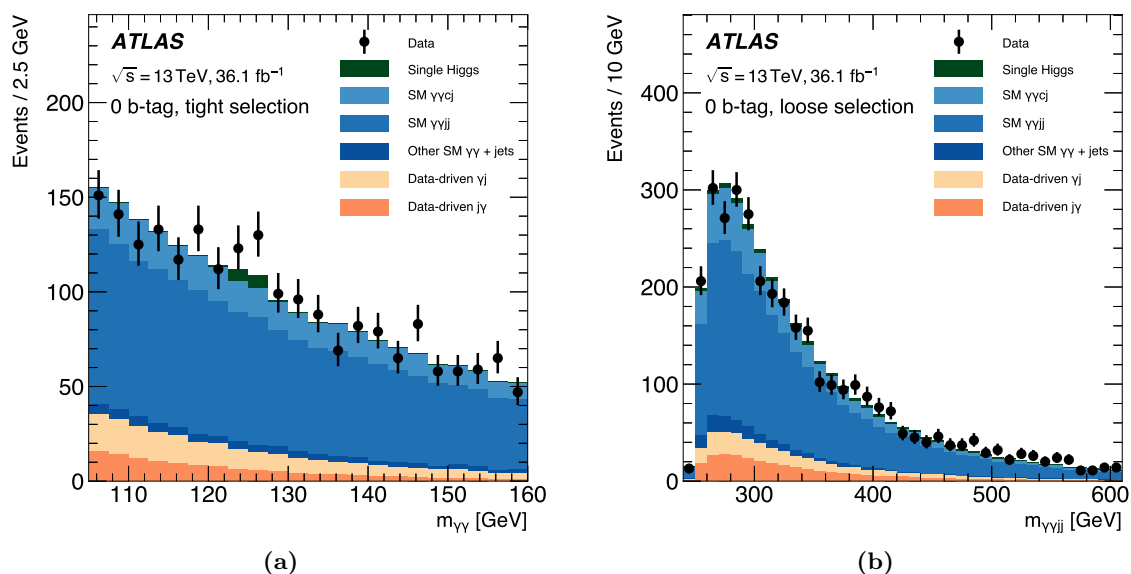 ATLAS
√s = 13 TeV, 36.1 fb⁻¹
0 b-tag, tight selection
Data
Single Higgs
SM γγcj
SM γγjj
Other SM γγ + jets
Data-driven γj
Data-driven jγ
Events / 2.5 GeV
200
150
100
50
0
110 120 130 140 150 160
mγγ [GeV]
(a)
ATLAS
√s = 13 TeV, 36.1 fb⁻¹
0 b-tag, loose selection
Data
Single Higgs
SM γγcj
SM γγjj
Other SM γγ + jets
Data-driven γj
Data-driven jγ
Events / 10 GeV
400
300
200
100
0
300 400 500 600
mγγjj [GeV]
(b)